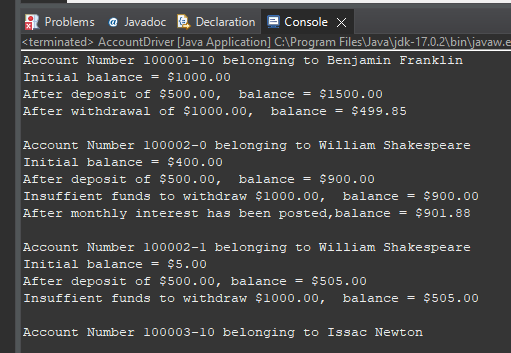 Problems @ Javadoc Declaration Console
<terminated> AccountDriver [Java Application] C:\Program Files\Java\jdk-17.0.2\bin\javaw.e
Account Number 100001-10 belonging to Benjamin Franklin
Initial balance = $1000.00
After deposit of $500.00,  balance = $1500.00
After withdrawal of $1000.00,  balance = $499.85
Account Number 100002-0 belonging to William Shakespeare
Initial balance = $400.00
After deposit of $500.00,  balance = $900.00
Insuffient funds to withdraw $1000.00,  balance = $900.00
After monthly interest has been posted,balance = $901.88
Account Number 100002-1 belonging to William Shakespeare
Initial balance = $5.00
After deposit of $500.00, balance = $505.00
Insuffient funds to withdraw $1000.00,  balance = $505.00
Account Number 100003-10 belonging to Issac Newton